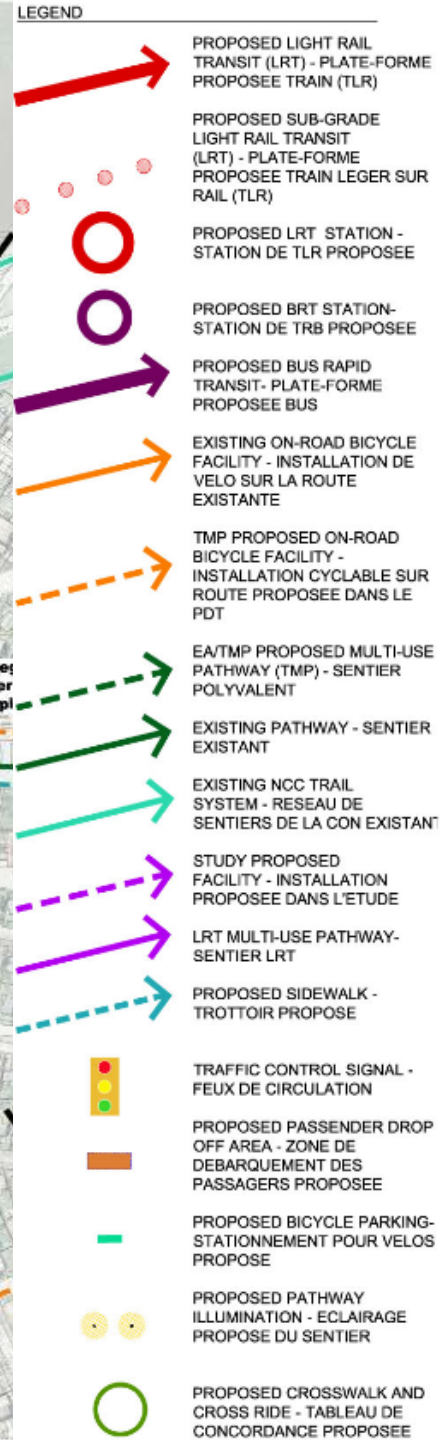 LEGEND
PROPOSED LIGHT RAIL
TRANSIT (LRT) - PLATE-FORME
PROPOSEE TRAIN (TLR)
PROPOSED SUB-GRADE
LIGHT RAIL TRANSIT
(LRT) - PLATE-FORME
PROPOSEE TRAIN LEGER SUR
RAIL (TLR)
PROPOSED LRT STATION -
STATION DE TLR PROPOSEE
PROPOSED BRT STATION-
STATION DE TRB PROPOSEE
PROPOSED BUS RAPID
TRANSIT- PLATE-FORME
PROPOSEE BUS
EXISTING ON-ROAD BICYCLE
FACILITY - INSTALLATION DE
VELO SUR LA ROUTE
EXISTANTE
TMP PROPOSED ON-ROAD
BICYCLE FACILITY -
INSTALLATION CYCLABLE SUR
ROUTE PROPOSEE DANS LE
PDT
EA/TMP PROPOSED MULTI-USE
PATHWAY (TMP) - SENTIER
POLYVALENT
EXISTING PATHWAY - SENTIER
EXISTANT
EXISTING NCC TRAIL
SYSTEM - RESEAU DE
SENTIERS DE LA CON EXISTANT
STUDY PROPOSED
FACILITY - INSTALLATION
PROPOSEE DANS L'ETUDE
LRT MULTI-USE PATHWAY-
SENTIER LRT
PROPOSED SIDEWALK -
TROTTOIR PROPOSE
TRAFFIC CONTROL SIGNAL -
FEUX DE CIRCULATION
PROPOSED PASSENDER DROP
OFF AREA - ZONE DE
DEBARQUEMENT DES
PASSAGERS PROPOSEE
PROPOSED BICYCLE PARKING-
STATIONNEMENT POUR VELOS
PROPOSE
PROPOSED PATHWAY
ILLUMINATION - ECLAIRAGE
PROPOSE DU SENTIER
PROPOSED CROSSWALK AND
CROSS RIDE - TABLEAU DE
CONCORDANCE PROPOSEE